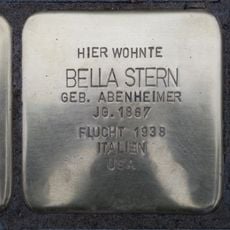 HIER WOHNTE
BELLA STERN
GEB. ABENHEIMER
JG. 1867
FLUCHT 1938
ITALIEN
USA